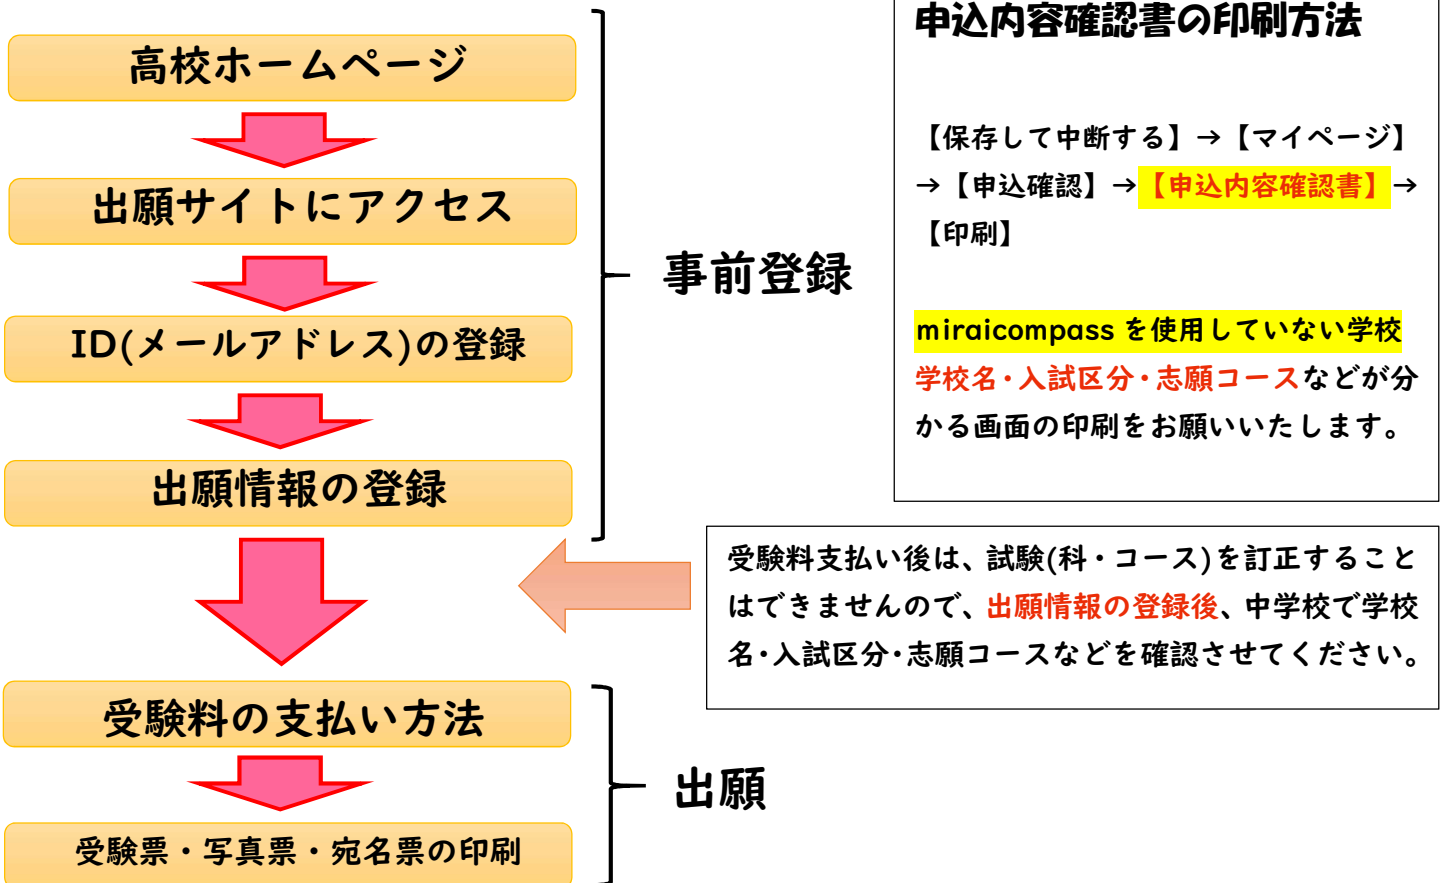 高校ホームページ
出願サイトにアクセス
ID(メールアドレス)の登録
出願情報の登録
事前登録
受験料の支払い方法
受験票・写真票・宛名票の印刷
出願
申込内容確認書の印刷方法
【保存して中断する】→【マイページ】
→【申込確認】→【申込内容確認書】→
【印刷】
miraicompass を使用していない学校
学校名・入試区分・志願コースなどが分
かる画面の印刷をお願いいたします。
受験料支払い後は、試験(科・コース)を訂正すること
はできませんので、出願情報の登録後、中学校で学校
名・入試区分・志願コースなどを確認させてください。